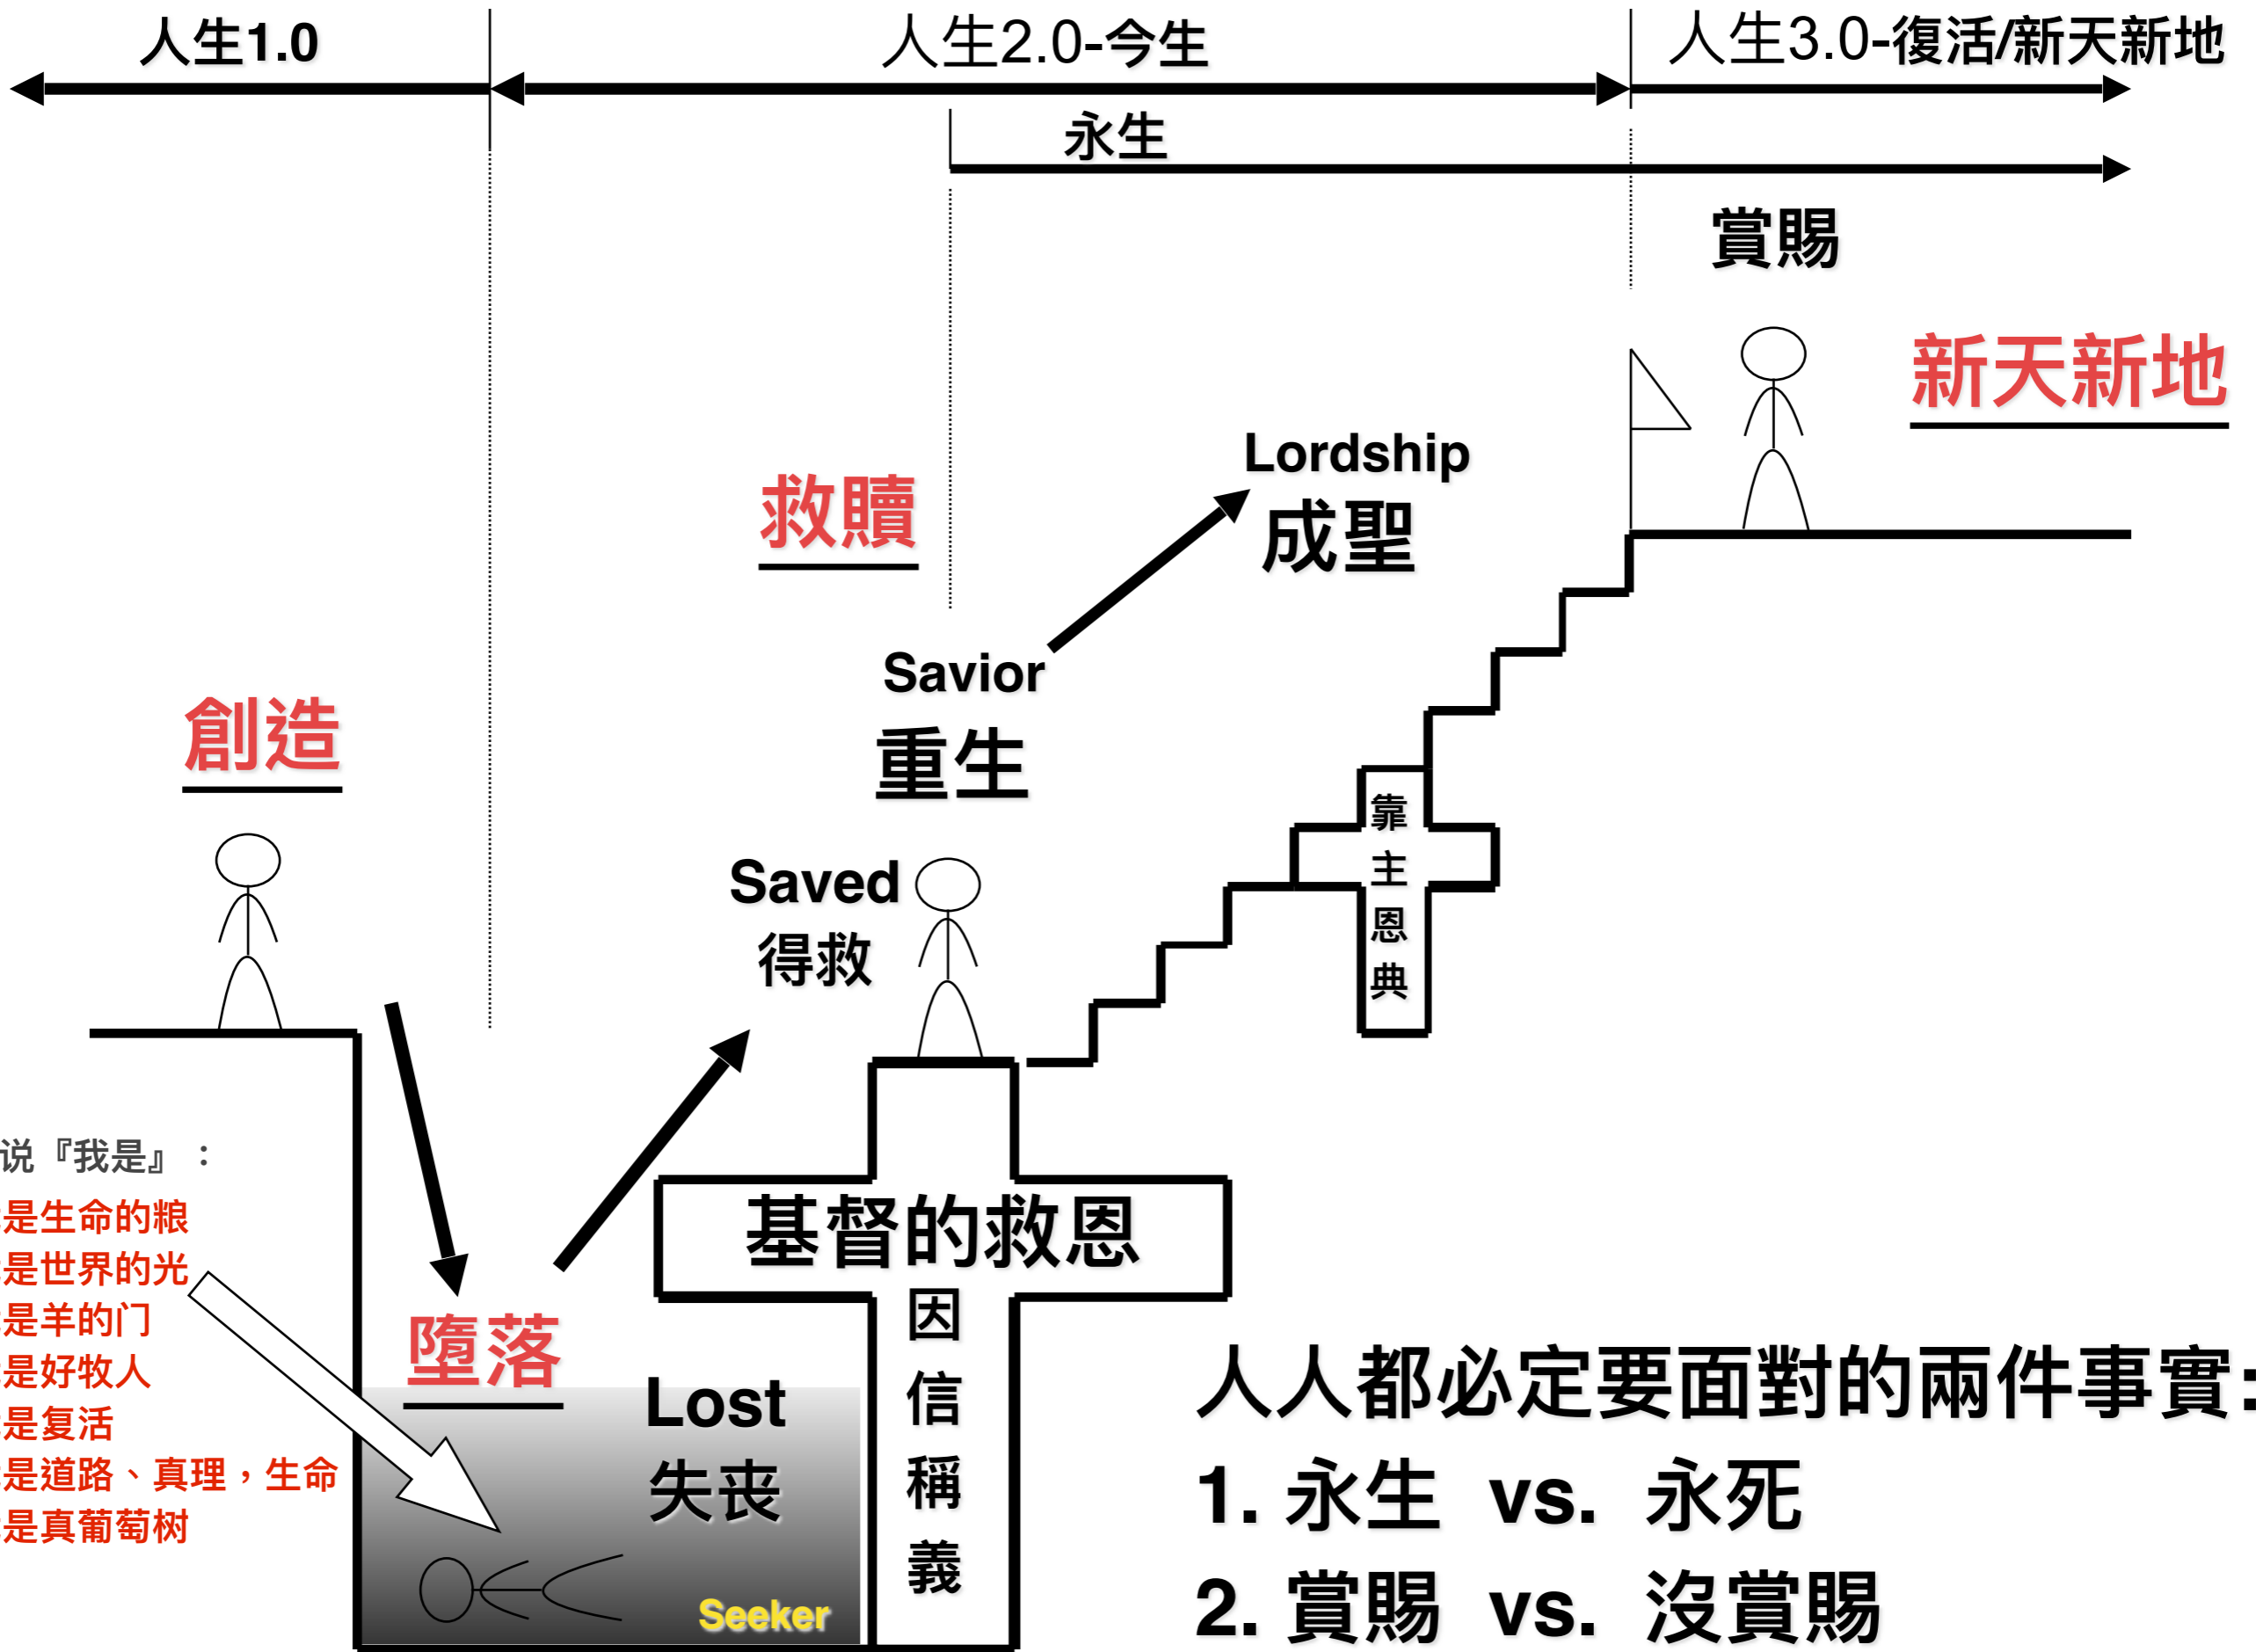 人生1.0
人生2.0-今生
人生3.0-復活/新天新地
永生
賞賜
新天新地
Lordship
成聖
救贖
Savior
重生
創造
Saved
得救
靠主恩典
说『我是』：
是生命的粮
是世界的光
是羊的门
是好牧人
是复活
是道路、真理，生命
是真葡萄树
墮落
Lost
失丧
Seeker
基督的救恩
因信稱義
人人都必定要面對的兩件事實:
1. 永生 vs. 永死
2. 賞賜 vs. 沒賞賜